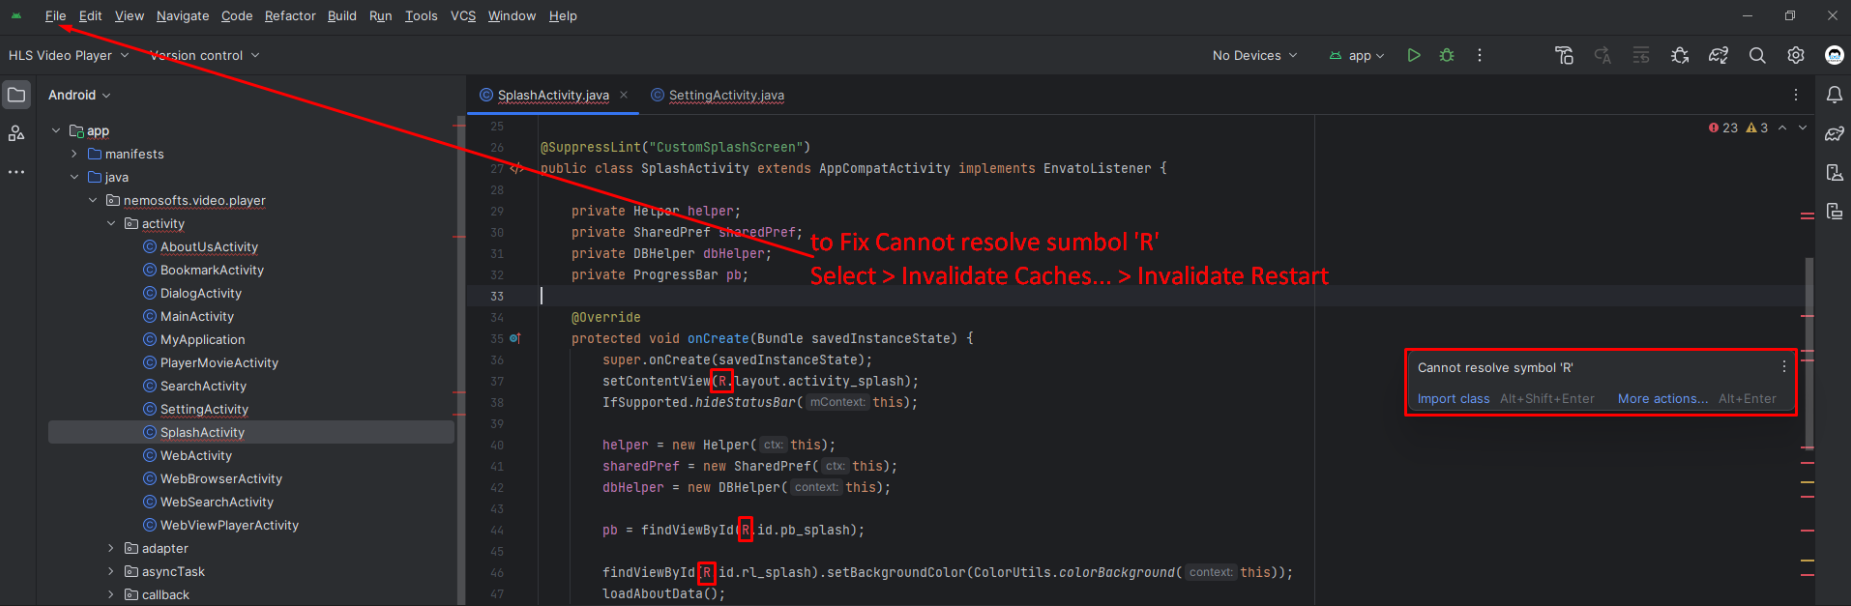 File Edit View Navigate Code Refactor Build Run Tools VCS Window Help
HLS Video Player Version control No Devices app
Android
app
manifests
java
nemosofts.video.player
activity
AboutUsActivity
BookmarkActivity
DialogActivity
MainActivity
MyApplication
PlayerMovieActivity
SearchActivity
SettingActivity
SplashActivity
WebActivity
WebBrowserActivity
WebSearchActivity
WebViewPlayerActivity
adapter
asyncTask
callback
SplashActivity.java SettingActivity.java
23 3
25
26 @SuppressLint("CustomSplashScreen")
27 public class SplashActivity extends AppCompatActivity implements EnvatoListener {
28
29 private Helper helper;
30 private SharedPref sharedPref;
31 private DBHelper dbHelper;
32 private ProgressBar pb;
33
34 @Override
35 protected void onCreate(Bundle savedInstanceState) {
36 super.onCreate(savedInstanceState);
37 setContentView(R.layout.activity_splash);
38 IfSupported.hideStatusBar( mContext: this);
39
40 helper = new Helper( ctx: this);
41 sharedPref = new SharedPref( ctx: this);
42 dbHelper = new DBHelper( context: this);
43
44 pb = findViewById(R.id.pb_splash);
45
46 findViewById(R.id.rl_splash).setBackgroundColor(ColorUtils.colorBackground( context: this));
47 loadAboutData();
to Fix Cannot resolve sumbol 'R'
Select > Invalidate Caches... > Invalidate Restart
Cannot resolve symbol 'R'
Import class Alt+Shift+Enter More actions... Alt+Enter